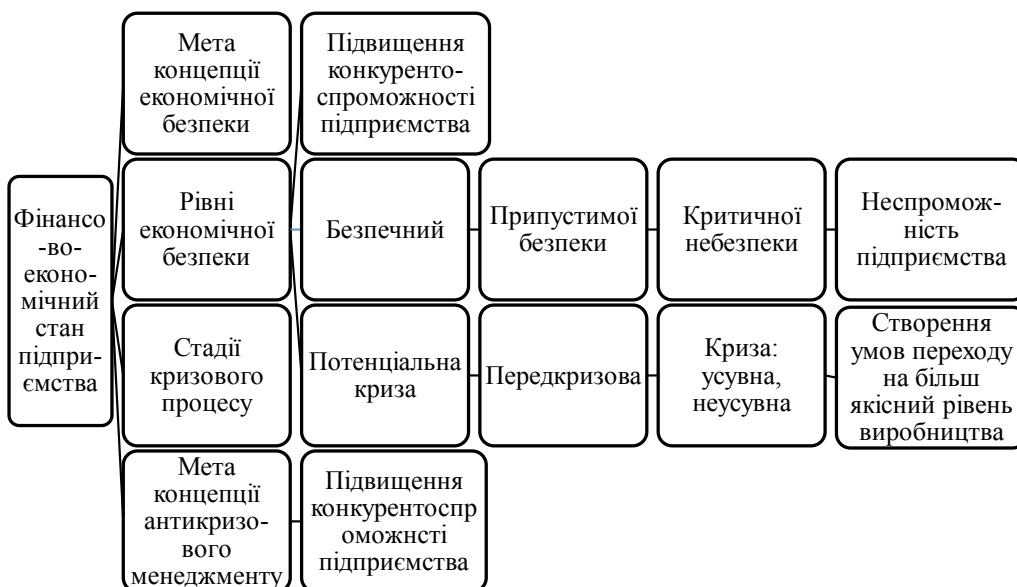 Фінансо
-во-
еконо-
мічний
стан
підпри-
ємства
Мета
концепції
економічної
безпеки
Підвищення
конкуренто-
спроможності
підприємства
Рівні
економічної
безпеки
Безпечний
Припустимої
безпеки
Критичної
небезпеки
Неспромож-
ність
підприємства
Стадії
кризового
процесу
Потенціальна
криза
Передкризова
Криза:
усувна,
неусувна
Створення
умов переходу
на більш
якісний рівень
виробництва
Мета
концепції
антикризо-
вого
менеджменту
Підвищення
конкурентоспр
оможнсті
підприємства